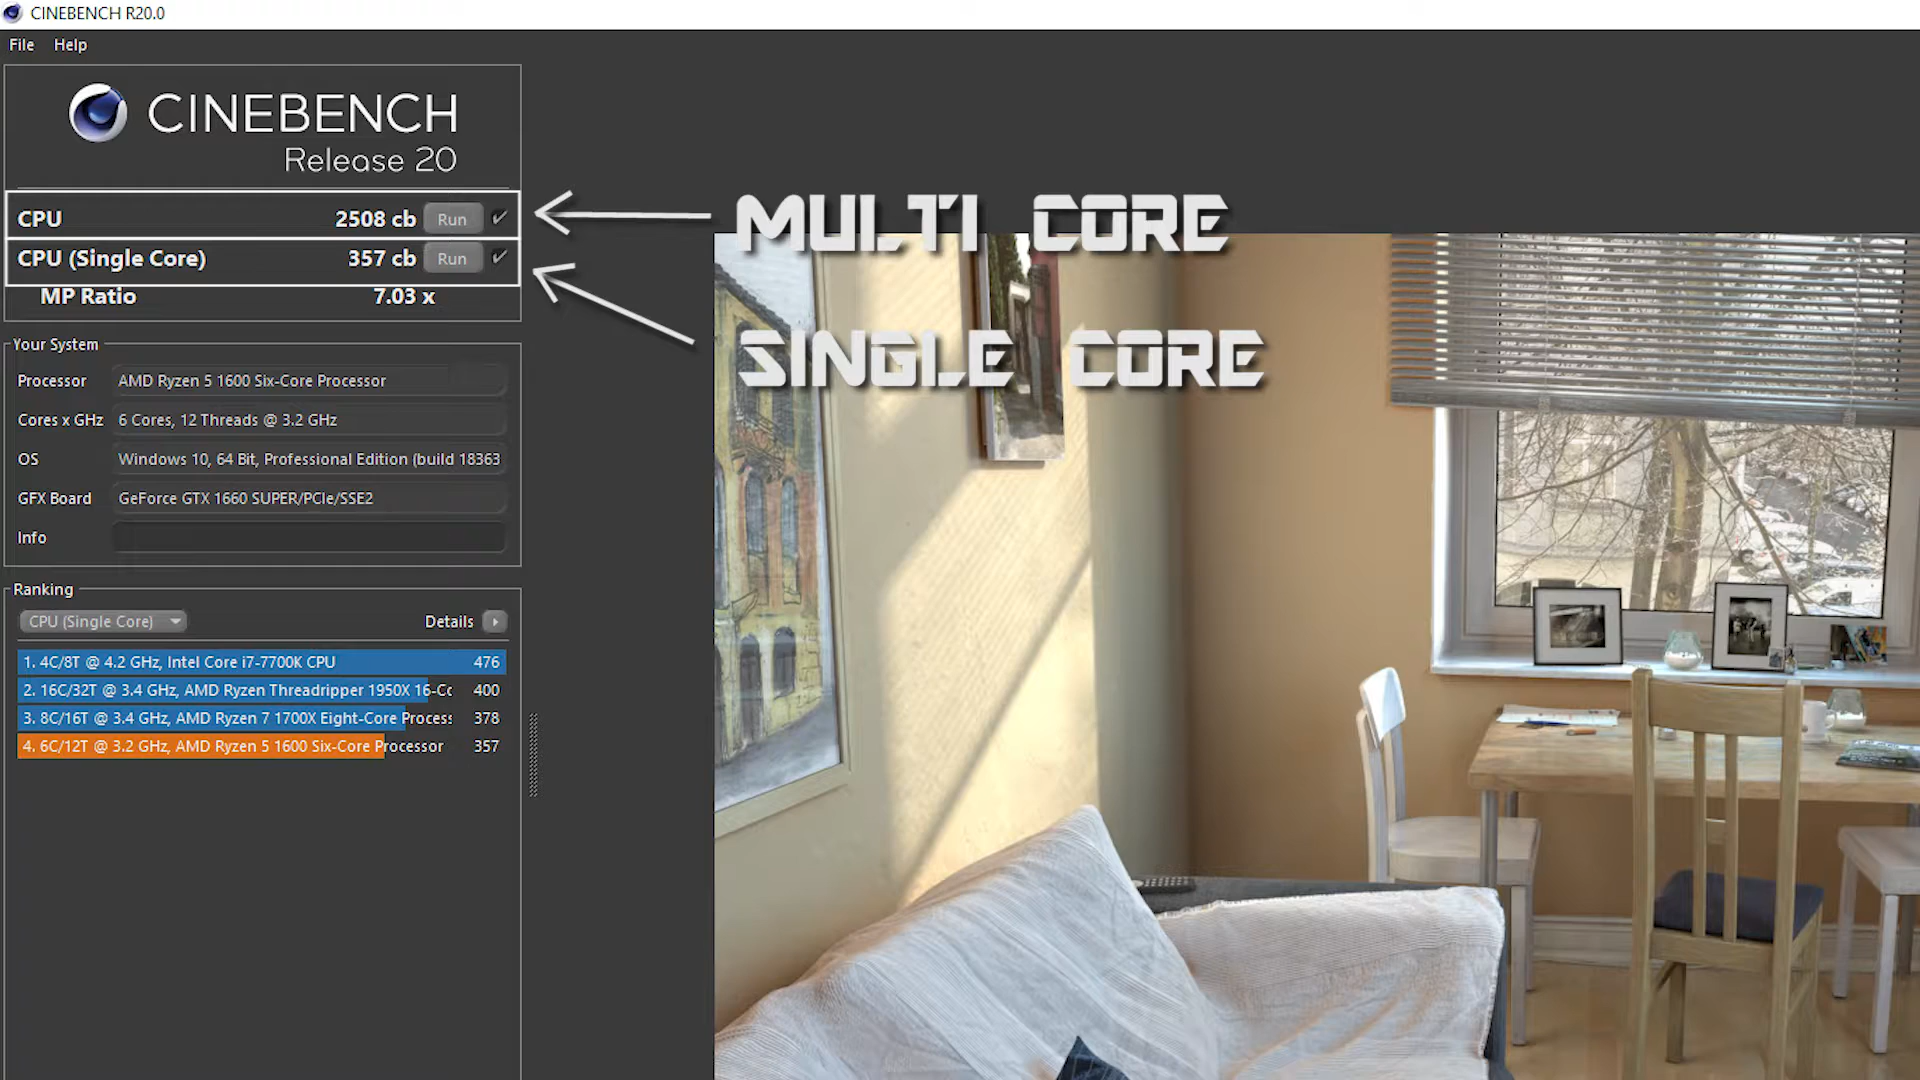 CINEBENCH R20.0
File Help
CINEBENCH
Release 20
CPU 2508 cb Run
MULTI CORE
CPU (Single Core) 357 cb Run
MP Ratio 7.03 x
SINGLE CORE
Your System
Processor AMD Ryzen 5 1600 Six-Core Processor
Cores x GHz 6 Cores, 12 Threads @ 3.2 GHz
OS Windows 10, 64 Bit, Professional Edition (build 18363
GFX Board GeForce GTX 1660 SUPER/PCIe/SSE2
Info
Ranking
CPU (Single Core) Details
1. 4C/8T @ 4.2 GHz, Intel Core i7-7700K CPU 476
2. 16C/32T @ 3.4 GHz, AMD Ryzen Threadripper 1950X 16-Cc 400
3. 8C/16T @ 3.4 GHz, AMD Ryzen 7 1700X Eight-Core Process 378
4. 6C/12T @ 3.2 GHz, AMD Ryzen 5 1600 Six-Core Processor 357